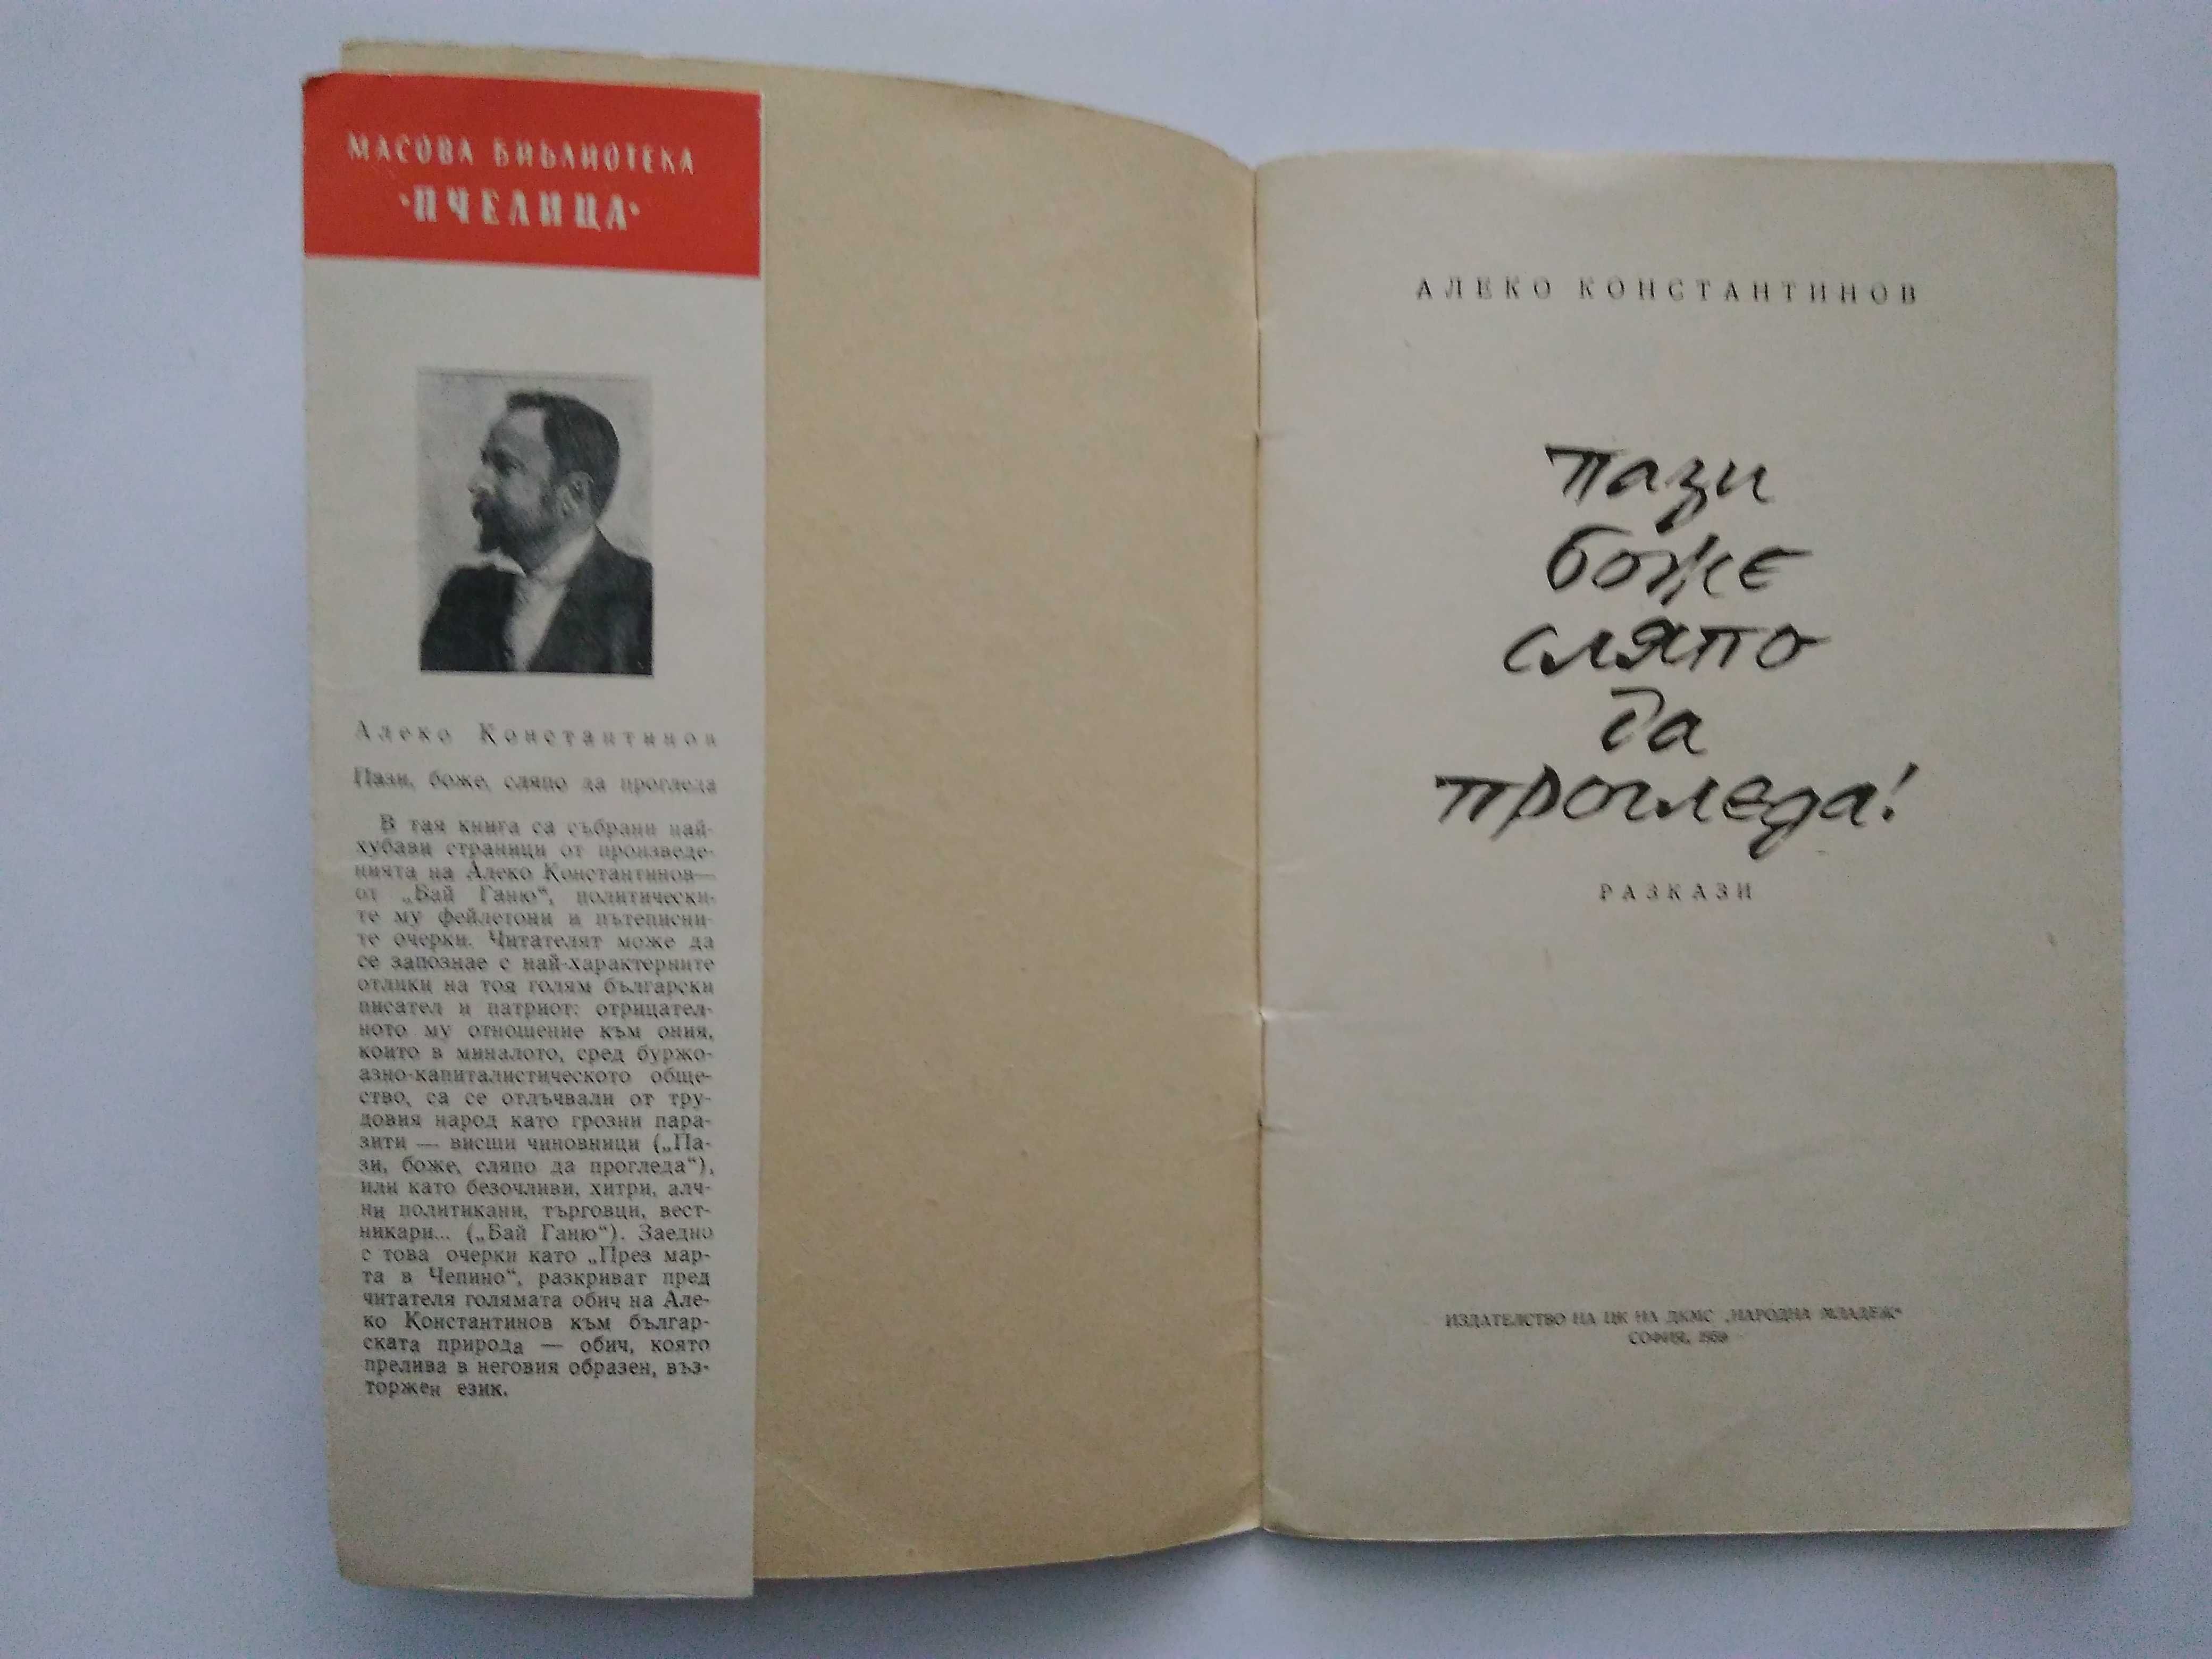 МАСОВА БИБЛИОТЕКА
·ПЧЕЛИЦА·
Алеко Константинов
Пази, боже, сляпо да прогледа
В тая книга са събрани най-
хубави страници от произведе-
нията на Алеко Константинов—
от „Бай Ганю“, политически-
те му фейлетони и пътеписни-
те очерки. Читателят може да
се запознае с най-характерните
отлики на тоя голям български
писател и патриот: отрицател-
ното му отношение към ония,
които в миналото, сред буржо-
азно-капиталистическото обще-
ство, са се отлъчвали от тру-
довия народ като грозни пара-
зити — висши чиновници („Па-
зи, боже, сляпо да прогледа“),
или като безочливи, хитри, алч-
ни политикани, търговци, вест-
никари... („Бай Ганю“). Заедно
с това очерки като „През мар-
та в Чепино“, разкриват пред
читателя голямата обич на Але-
ко Константинов към българ-
ската природа — обич, която
прелива в неговия образен, въз-
торжен език.
АЛЕКО КОНСТАНТИНОВ
пази
боже
сляпо
да
прогледа!
РАЗКАЗИ
ИЗДАТЕЛСТВО НА ЦК НА ДКМС „НАРОДНА МЛАДЕЖ“
СОФИЯ,